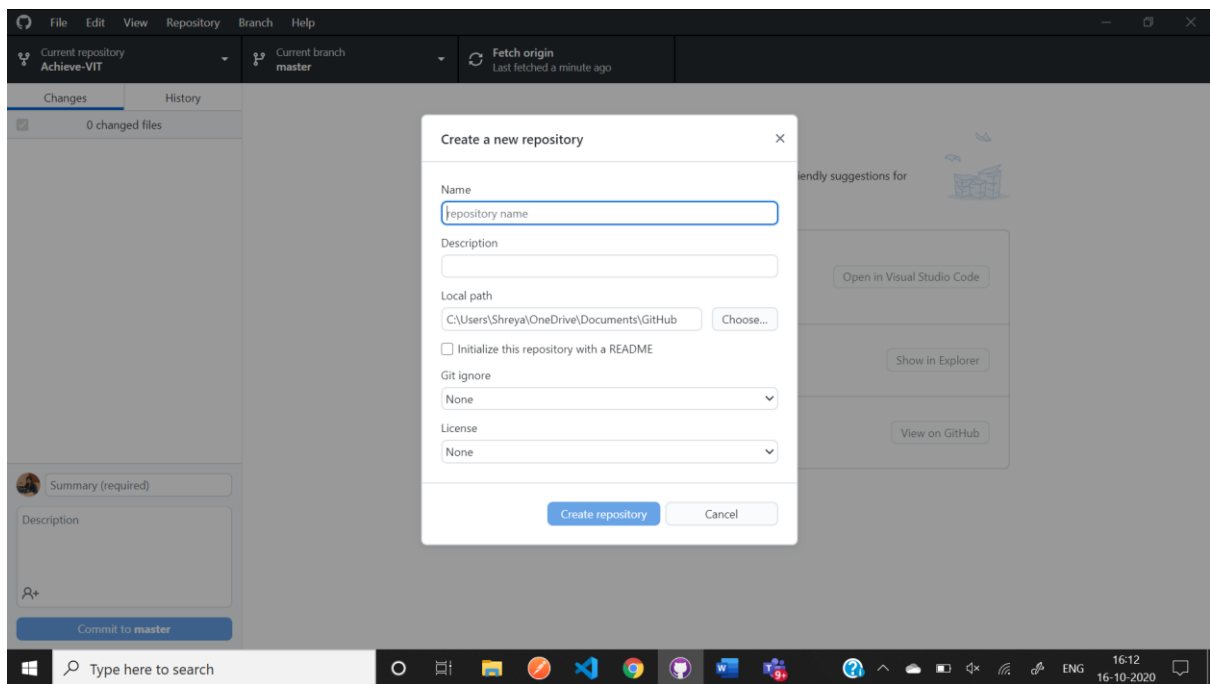 File Edit View Repository Branch Help
Current repository
Achieve-VIT
Current branch
master
Fetch origin
Last fetched a minute ago
Changes History
0 changed files
Create a new repository
iendly suggestions for
Name
repository name
Description
Open in Visual Studio Code
Local path
C:\Users\Shreya\OneDrive\Documents\GitHub Choose...
Initialize this repository with a README
Show in Explorer
Git ignore
None
License
View on GitHub
None
Summary (required)
Create repository Cancel
Description
Commit to master
Type here to search
9+
ENG
16:12
16-10-2020